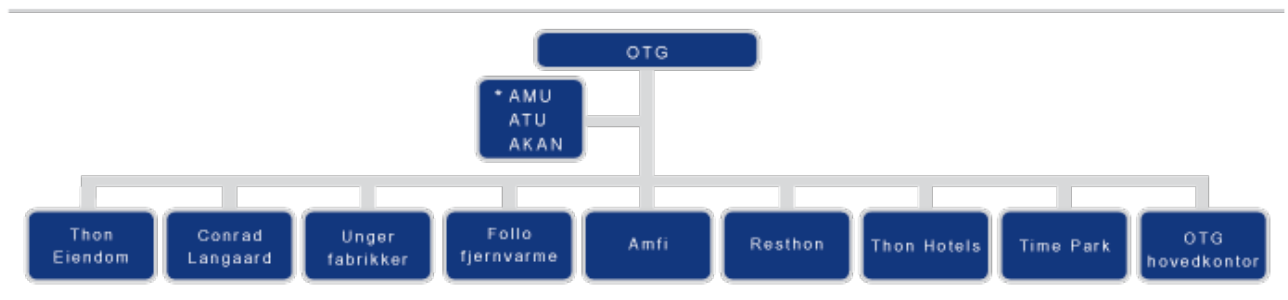 OTG
* AMU
ATU
AKAN
Thon
Eiendom
Conrad
Langaard
Unger
fabrikker
Follo
fjernvarme
Amfi
Resthon
Thon Hotels
Time Park
OTG
hovedkontor